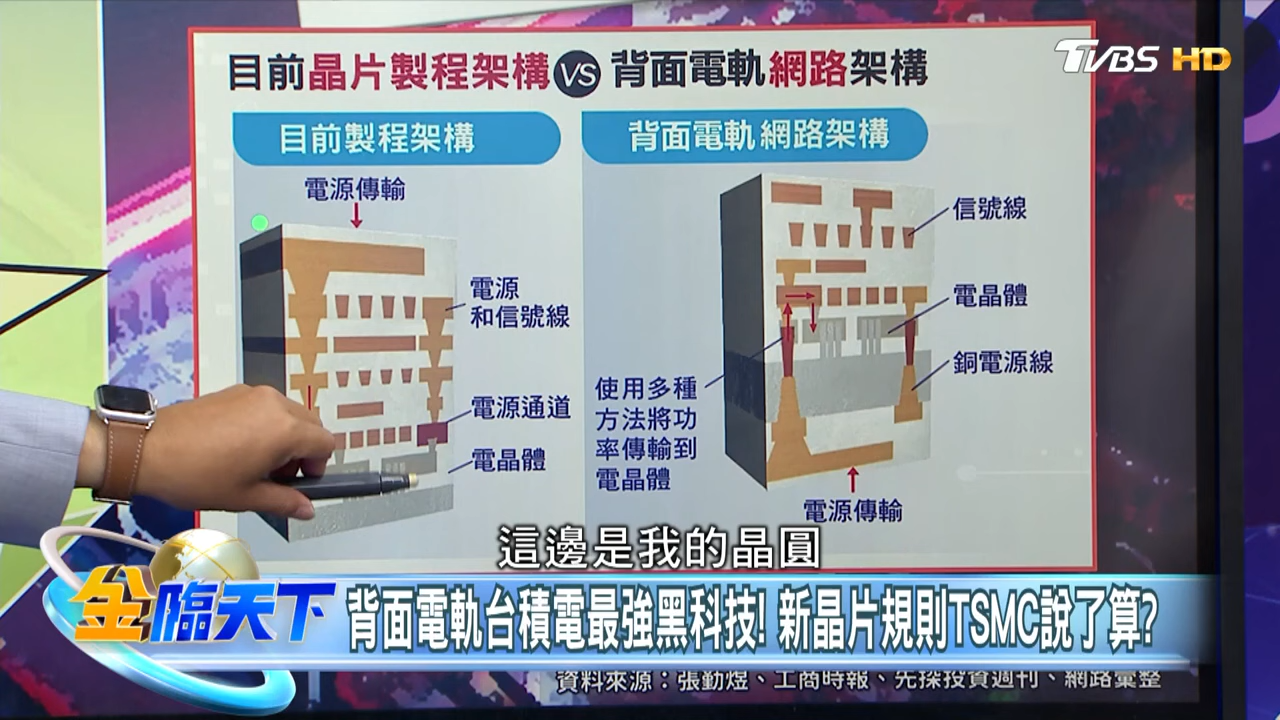 目前晶片製程架構 VS 背面電軌網路架構
TVBS HD
目前製程架構
電源傳輸
電源
和信號線
電源通道
電晶體
背面電軌網路架構
信號線
電晶體
銅電源線
使用多種
方法將功
率傳輸到
電晶體
電源傳輸
這邊是我的晶圓
金臨天下
背面電軌台積電最強黑科技! 新晶片規則TSMC說了算?
資料來源:張勤煜、工商時報、先探投資週刊、網路彙整